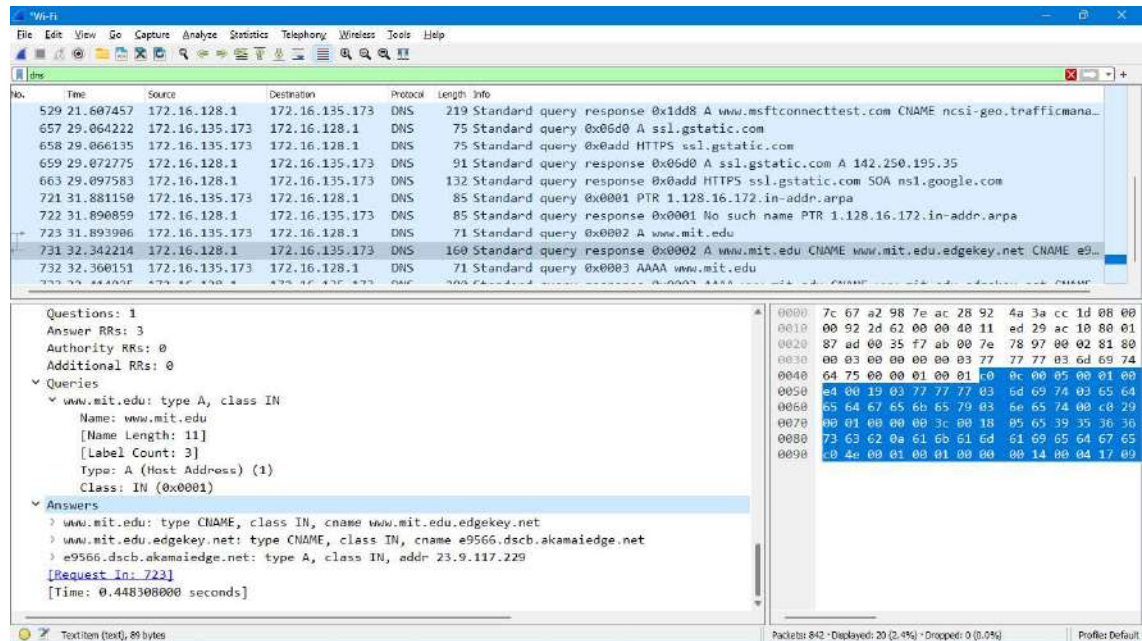 *Wi-Fi
File Edit View Go Capture Analyze Statistics Telephony Wireless Tools Help
dns
No. Time Source Destination Protocol Length Info
529 21.607457 172.16.128.1 172.16.135.173 DNS 219 Standard query response 0x1dd8 A www.msftconnecttest.com CNAME ncsi-geo.trafficmana…
657 29.064222 172.16.135.173 172.16.128.1 DNS 75 Standard query 0x06d0 A ssl.gstatic.com
658 29.066135 172.16.135.173 172.16.128.1 DNS 75 Standard query 0x0add HTTPS ssl.gstatic.com
659 29.072775 172.16.128.1 172.16.135.173 DNS 91 Standard query response 0x06d0 A ssl.gstatic.com A 142.250.195.35
663 29.097583 172.16.128.1 172.16.135.173 DNS 132 Standard query response 0x0add HTTPS ssl.gstatic.com SOA ns1.google.com
721 31.881150 172.16.135.173 172.16.128.1 DNS 85 Standard query 0x0001 PTR 1.128.16.172.in-addr.arpa
722 31.890859 172.16.128.1 172.16.135.173 DNS 85 Standard query response 0x0001 No such name PTR 1.128.16.172.in-addr.arpa
723 31.893906 172.16.135.173 172.16.128.1 DNS 71 Standard query 0x0002 A www.mit.edu
731 32.342214 172.16.128.1 172.16.135.173 DNS 160 Standard query response 0x0002 A www.mit.edu CNAME www.mit.edu.edgekey.net CNAME e9…
732 32.360151 172.16.135.173 172.16.128.1 DNS 71 Standard query 0x0003 AAAA www.mit.edu
Questions: 1
Answer RRs: 3
Authority RRs: 0
Additional RRs: 0
Queries
www.mit.edu: type A, class IN
Name: www.mit.edu
[Name Length: 11]
[Label Count: 3]
Type: A (Host Address) (1)
Class: IN (0x0001)
Answers
www.mit.edu: type CNAME, class IN, cname www.mit.edu.edgekey.net
www.mit.edu.edgekey.net: type CNAME, class IN, cname e9566.dscb.akamaiedge.net
e9566.dscb.akamaiedge.net: type A, class IN, addr 23.9.117.229
[Request In: 723]
[Time: 0.448308000 seconds]
0000 7c 67 a2 98 7e ac 28 92 4a 3a cc 1d 08 00
0010 00 92 2d 62 00 00 40 11 ed 29 ac 10 80 01
0020 87 ad 00 35 f7 ab 00 7e 78 97 00 02 81 80
0030 00 03 00 00 00 00 03 77 77 77 03 6d 69 74
0040 64 75 00 00 01 00 01 c0 0c 00 05 00 01 00
0050 e4 00 19 03 77 77 77 03 6d 69 74 03 65 64
0060 65 64 67 65 6b 65 79 03 6e 65 74 00 c0 29
0070 00 01 00 00 00 3c 00 18 05 65 39 35 36 36
0080 73 63 62 0a 61 6b 61 6d 61 69 65 64 67 65
0090 c0 4e 00 01 00 01 00 00 00 14 00 04 17 09
Text item (text), 89 bytes
Packets: 842 · Displayed: 20 (2.4%) · Dropped: 0 (0.0%)
Profile: Default